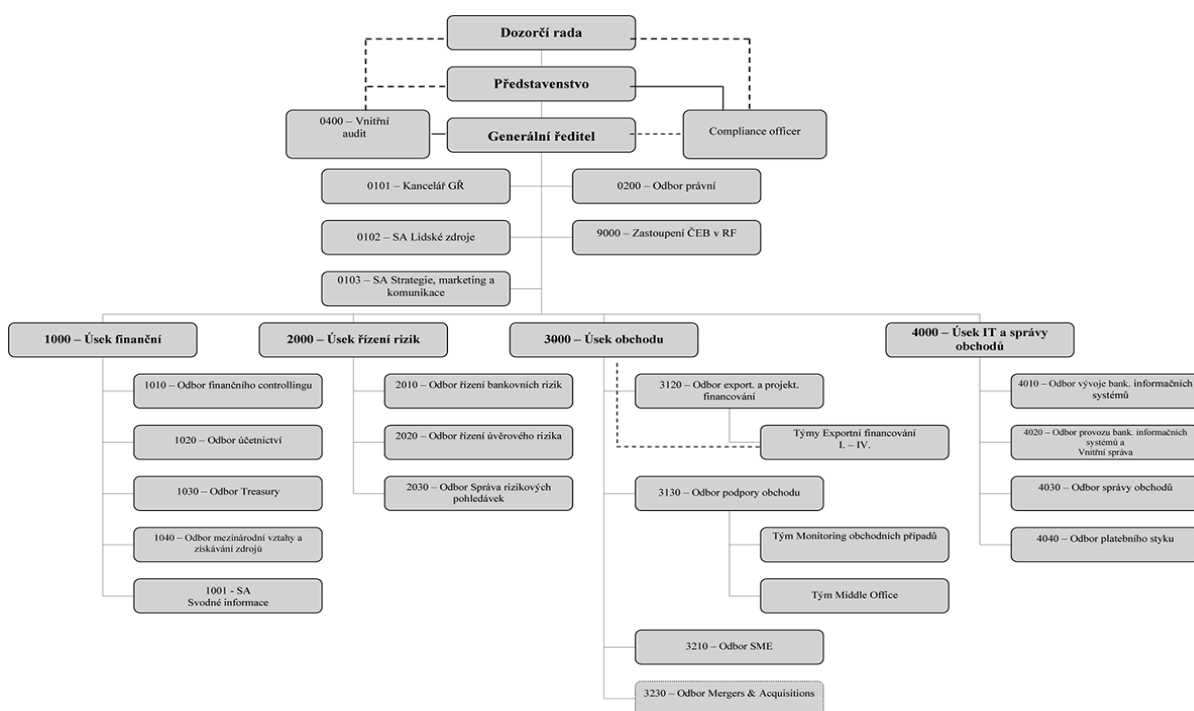 Dozorčí rada
Představenstvo
0400 – Vnitřní
audit
Generální ředitel
Compliance officer
0101 – Kancelář GŘ
0200 – Odbor právní
0102 – SA Lidské zdroje
9000 – Zastoupení ČEB v RF
0103 – SA Strategie, marketing a
komunikace
1000 – Úsek finanční
2000 – Úsek řízení rizik
3000 – Úsek obchodu
4000 – Úsek IT a správy
obchodů
1010 – Odbor finančního controllingu
1020 – Odbor účetnictví
1030 – Odbor Treasury
1040 – Odbor mezinárodní vztahy a
získávání zdrojů
1001 - SA
Svodné informace
2010 – Odbor řízení bankovních rizik
2020 – Odbor řízení úvěrového rizika
2030 – Odbor Správa rizikových
pohledávek
3120 – Odbor export. a projekt.
financování
Týmy Exportní financování
I. – IV.
3130 – Odbor podpory obchodu
Tým Monitoring obchodních případů
Tým Middle Office
3210 – Odbor SME
3230 – Odbor Mergers & Acquisitions
4010 – Odbor vývoje bank. informačních
systémů
4020 – Odbor provozu bank. informačních
systémů a
Vnitřní správa
4030 – Odbor správy obchodů
4040 – Odbor platebního styku